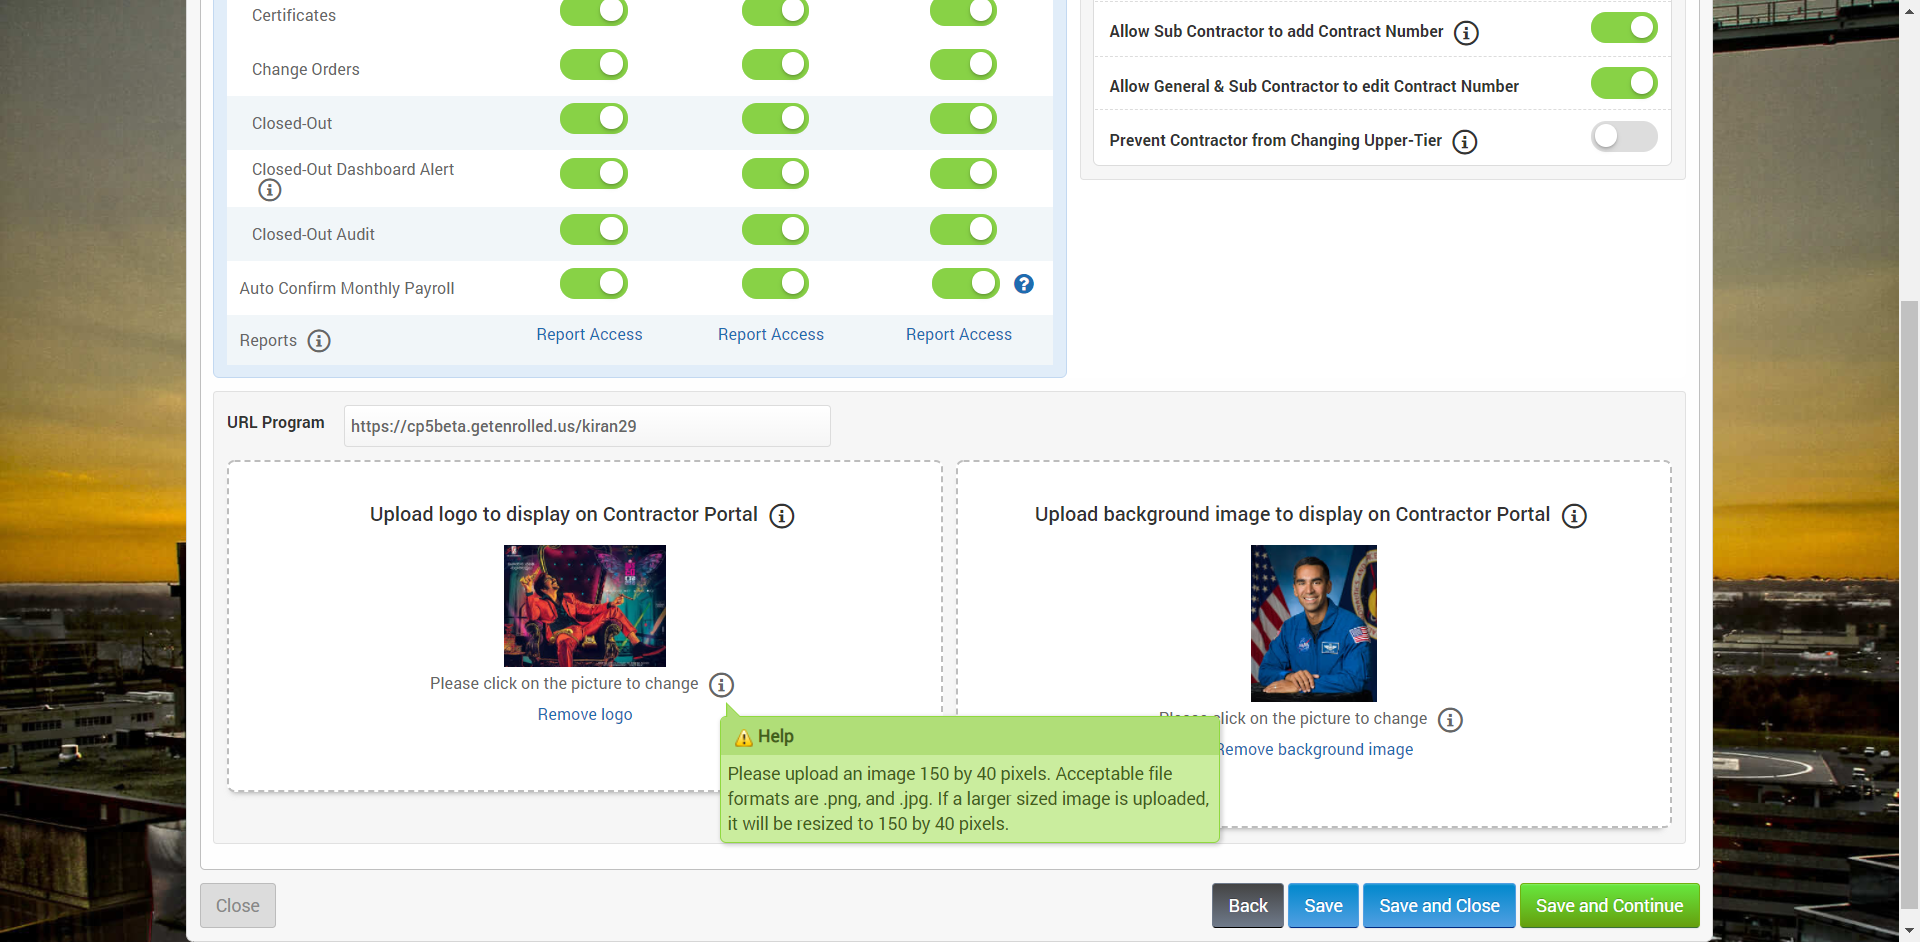 Certificates
Change Orders
Closed-Out
Closed-Out Dashboard Alert
Closed-Out Audit
Auto Confirm Monthly Payroll
Reports
Report Access
Report Access
Report Access
Allow Sub Contractor to add Contract Number
Allow General & Sub Contractor to edit Contract Number
Prevent Contractor from Changing Upper-Tier
URL Program
https://cp5beta.getenrolled.us/kiran29
Upload logo to display on Contractor Portal
Please click on the picture to change
Remove logo
Upload background image to display on Contractor Portal
click on the picture to change
Remove background image
Help
Please upload an image 150 by 40 pixels. Acceptable file
formats are .png, and .jpg. If a larger sized image is uploaded,
it will be resized to 150 by 40 pixels.
Close
Back
Save
Save and Close
Save and Continue